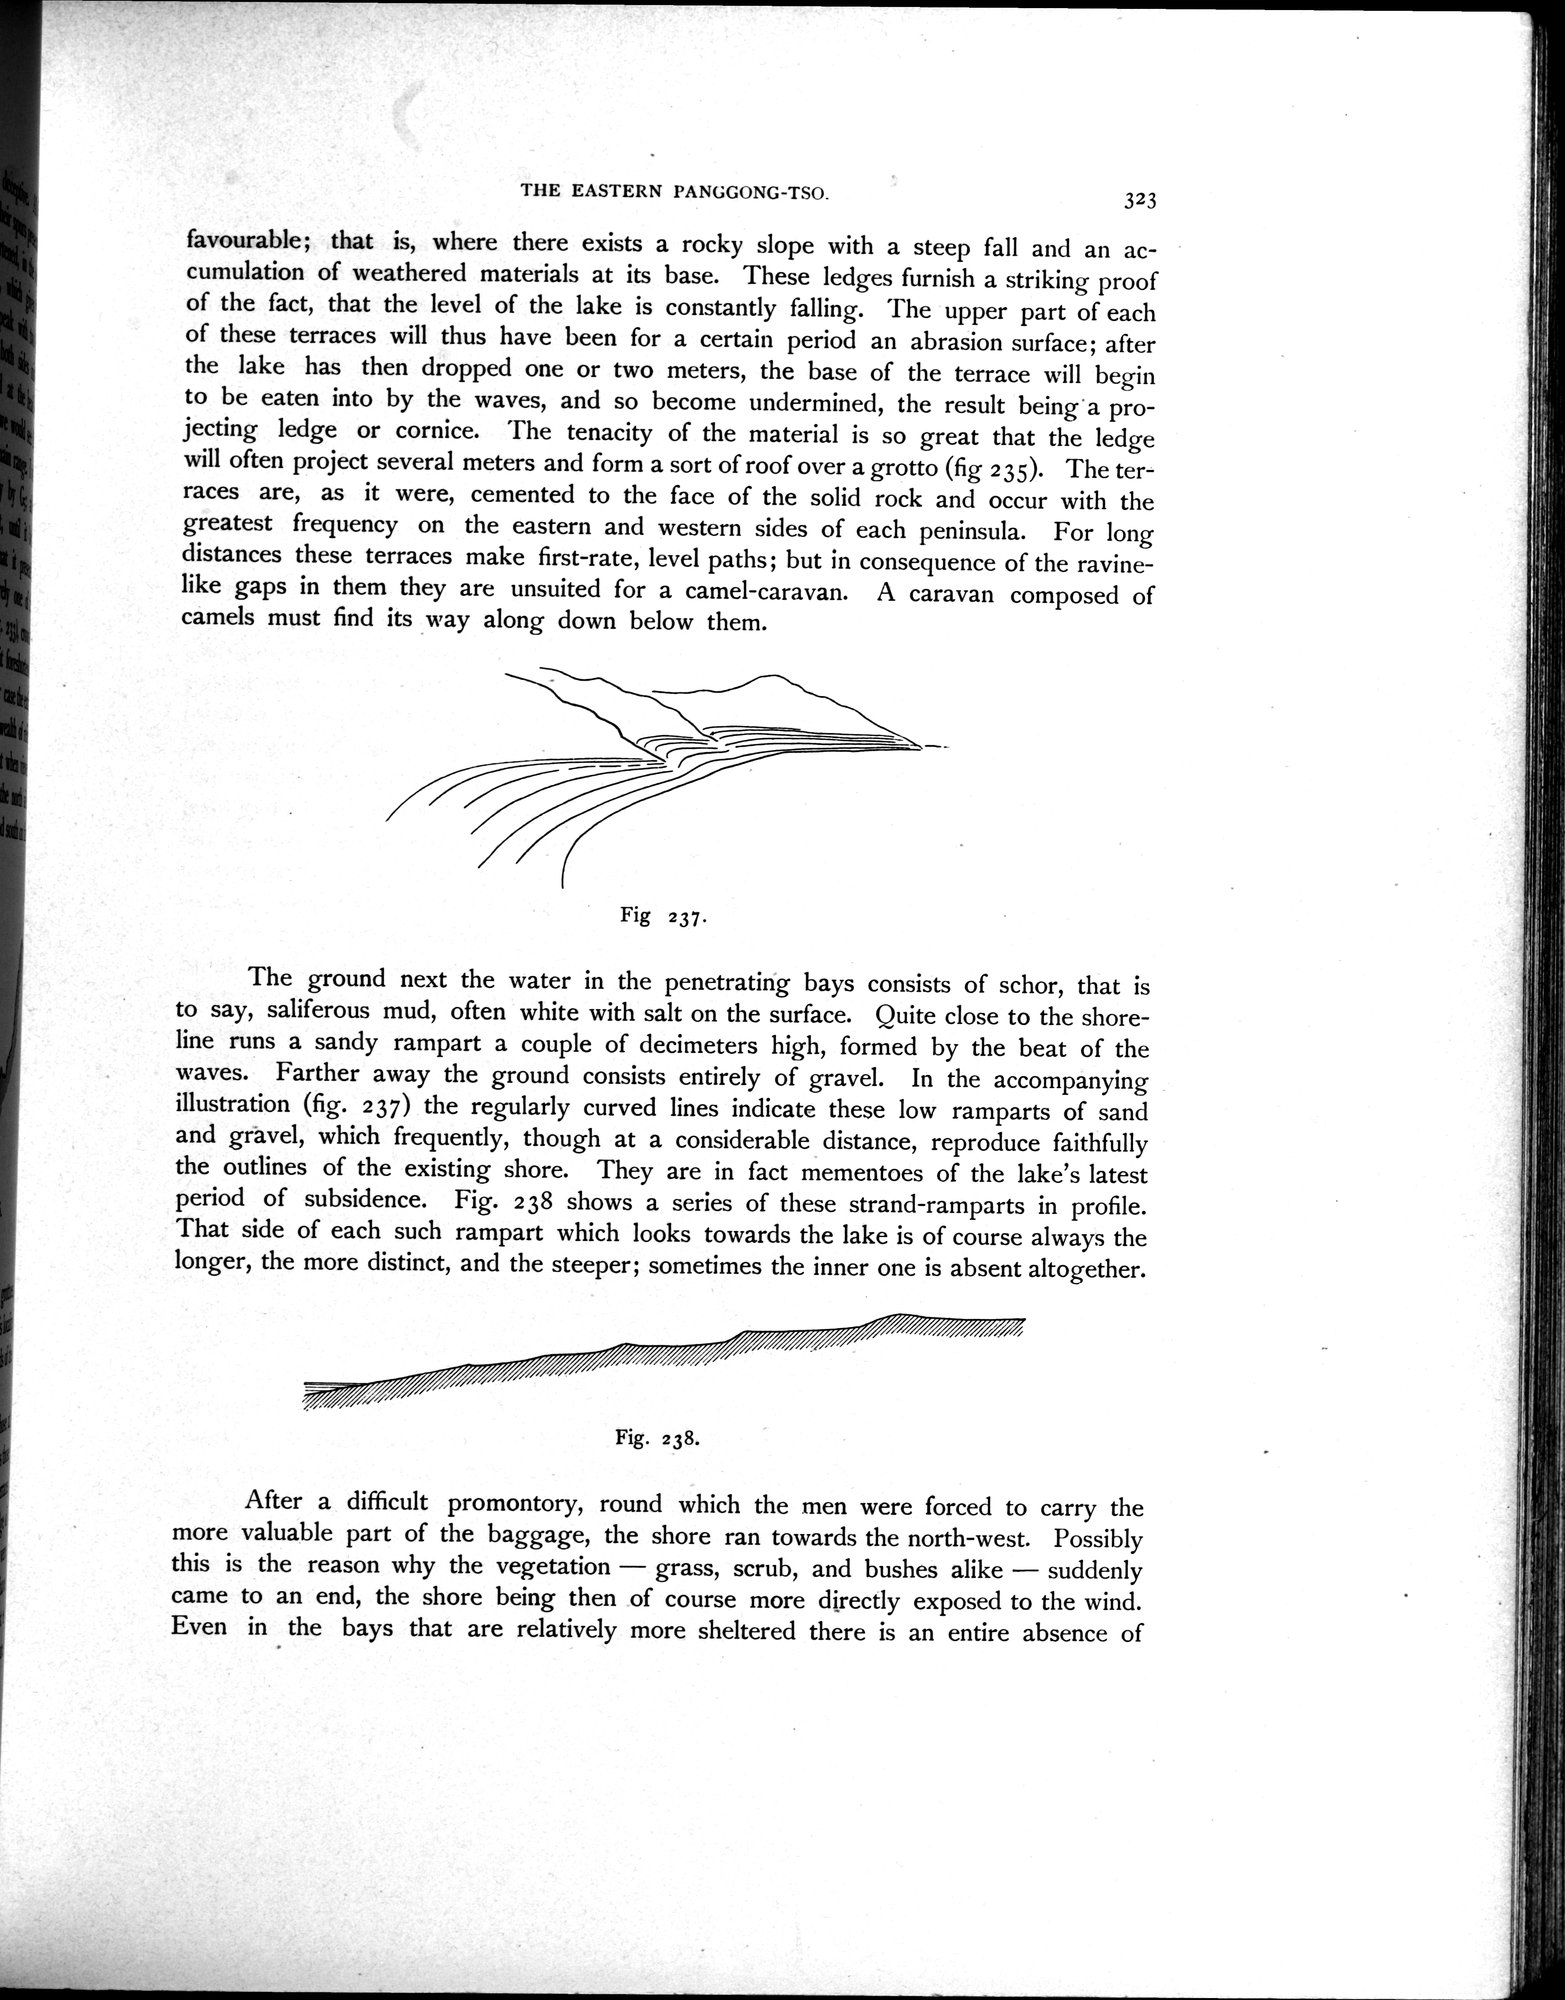 THE EASTERN PANGGONG-TSO.
323
favourable; that is, where there exists a rocky slope with a steep fall and an ac-
cumulation of weathered materials at its base. These ledges furnish a striking proof
of the fact, that the level of the lake is constantly falling. The upper part of each
of these terraces will thus have been for a certain period an abrasion surface; after
the lake has then dropped one or two meters, the base of the terrace will begin
to be eaten into by the waves, and so become undermined, the result being a pro-
jecting ledge or cornice. The tenacity of the material is so great that the ledge
will often project several meters and form a sort of roof over a grotto (fig 235). The ter-
races are, as it were, cemented to the face of the solid rock and occur with the
greatest frequency on the eastern and western sides of each peninsula. For long
distances these terraces make first-rate, level paths; but in consequence of the ravine-
like gaps in them they are unsuited for a camel-caravan. A caravan composed of
camels must find its way along down below them.
Fig 237.
The ground next the water in the penetrating bays consists of schor, that is
to say, saliferous mud, often white with salt on the surface. Quite close to the shore-
line runs a sandy rampart a couple of decimeters high, formed by the beat of the
waves. Farther away the ground consists entirely of gravel. In the accompanying
illustration (fig. 237) the regularly curved lines indicate these low ramparts of sand
and gravel, which frequently, though at a considerable distance, reproduce faithfully
the outlines of the existing shore. They are in fact mementoes of the lake's latest
period of subsidence. Fig. 238 shows a series of these strand-ramparts in profile.
That side of each such rampart which looks towards the lake is of course always the
longer, the more distinct, and the steeper; sometimes the inner one is absent altogether.
Fig. 238.
After a difficult promontory, round which the men were forced to carry the
more valuable part of the baggage, the shore ran towards the north-west. Possibly
this is the reason why the vegetation — grass, scrub, and bushes alike — suddenly
came to an end, the shore being then of course more directly exposed to the wind.
Even in the bays that are relatively more sheltered there is an entire absence of